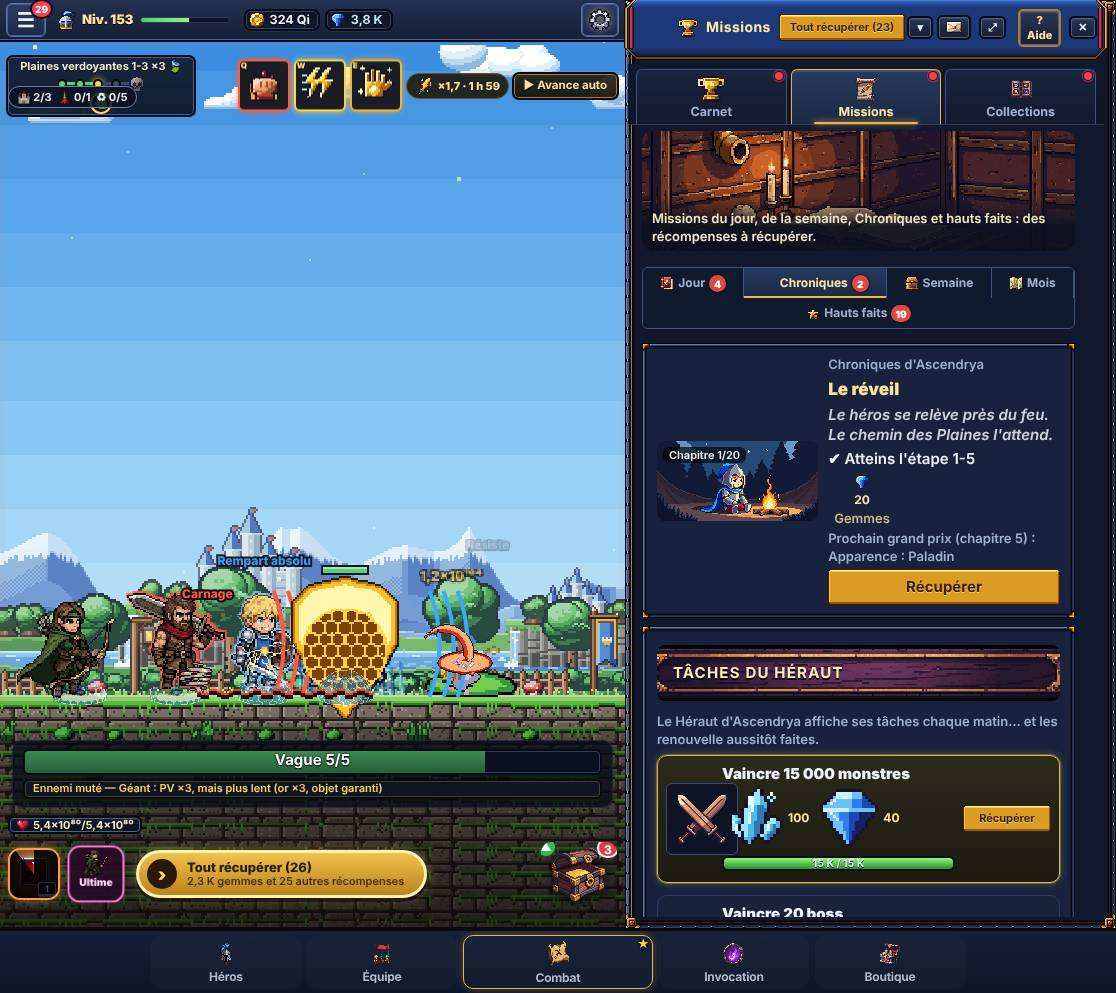 29
Niv. 153
324 Qi
3,8 K
Plaines verdoyantes 1-3 ×3
2/3
0/1
0/5
Q
W
E
×1,7 · 1 h 59
▶ Avance auto
Résiste
Rempart absolu
Carnage
Vague 5/5
Ennemi muté — Géant : PV ×3, mais plus lent (or ×3, objet garanti)
5,4×10⁸⁰/5,4×10⁸⁰
1
Ultime
Tout récupérer (26)
2,3 K gemmes et 25 autres récompenses
3
Missions
Tout récupérer (23)
?
Aide
Carnet
Missions
Collections
Missions du jour, de la semaine, Chroniques et hauts faits : des
récompenses à récupérer.
Jour 4
Chroniques 2
Semaine
Mois
Hauts faits 19
Chroniques d'Ascendrya
Le réveil
Le héros se relève près du feu.
Le chemin des Plaines l'attend.
Chapitre 1/20
✔ Atteins l'étape 1-5
20
Gemmes
Prochain grand prix (chapitre 5) :
Apparence : Paladin
Récupérer
TÂCHES DU HÉRAUT
Le Héraut d'Ascendrya affiche ses tâches chaque matin… et les
renouvelle aussitôt faites.
Vaincre 15 000 monstres
100
40
Récupérer
15 K / 15 K
Vaincre 20 boss
Héros
Équipe
Combat
Invocation
Boutique